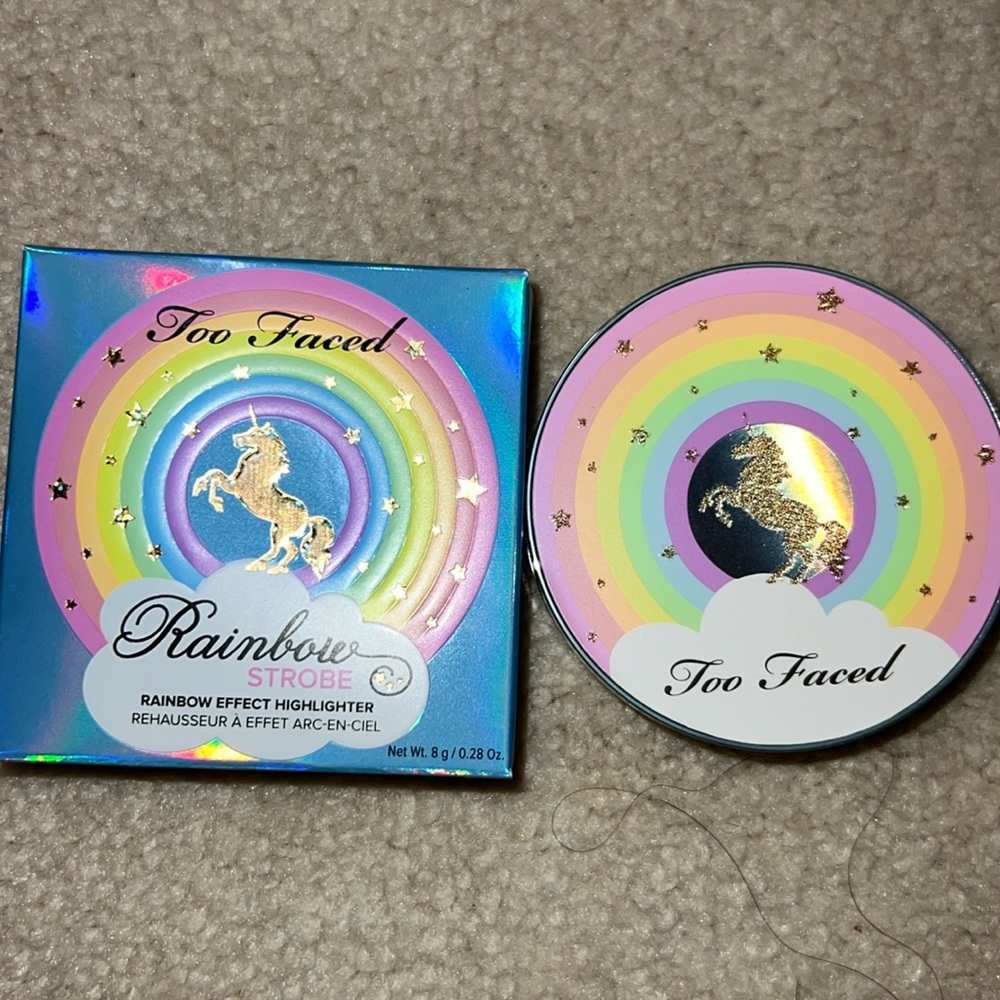 Too Faced
Rainbow
STROBE
RAINBOW EFFECT HIGHLIGHTER
REHAUSSEUR À EFFET ARC-EN-CIEL
Net Wt. 8 g / 0.28 Oz.
Too Faced